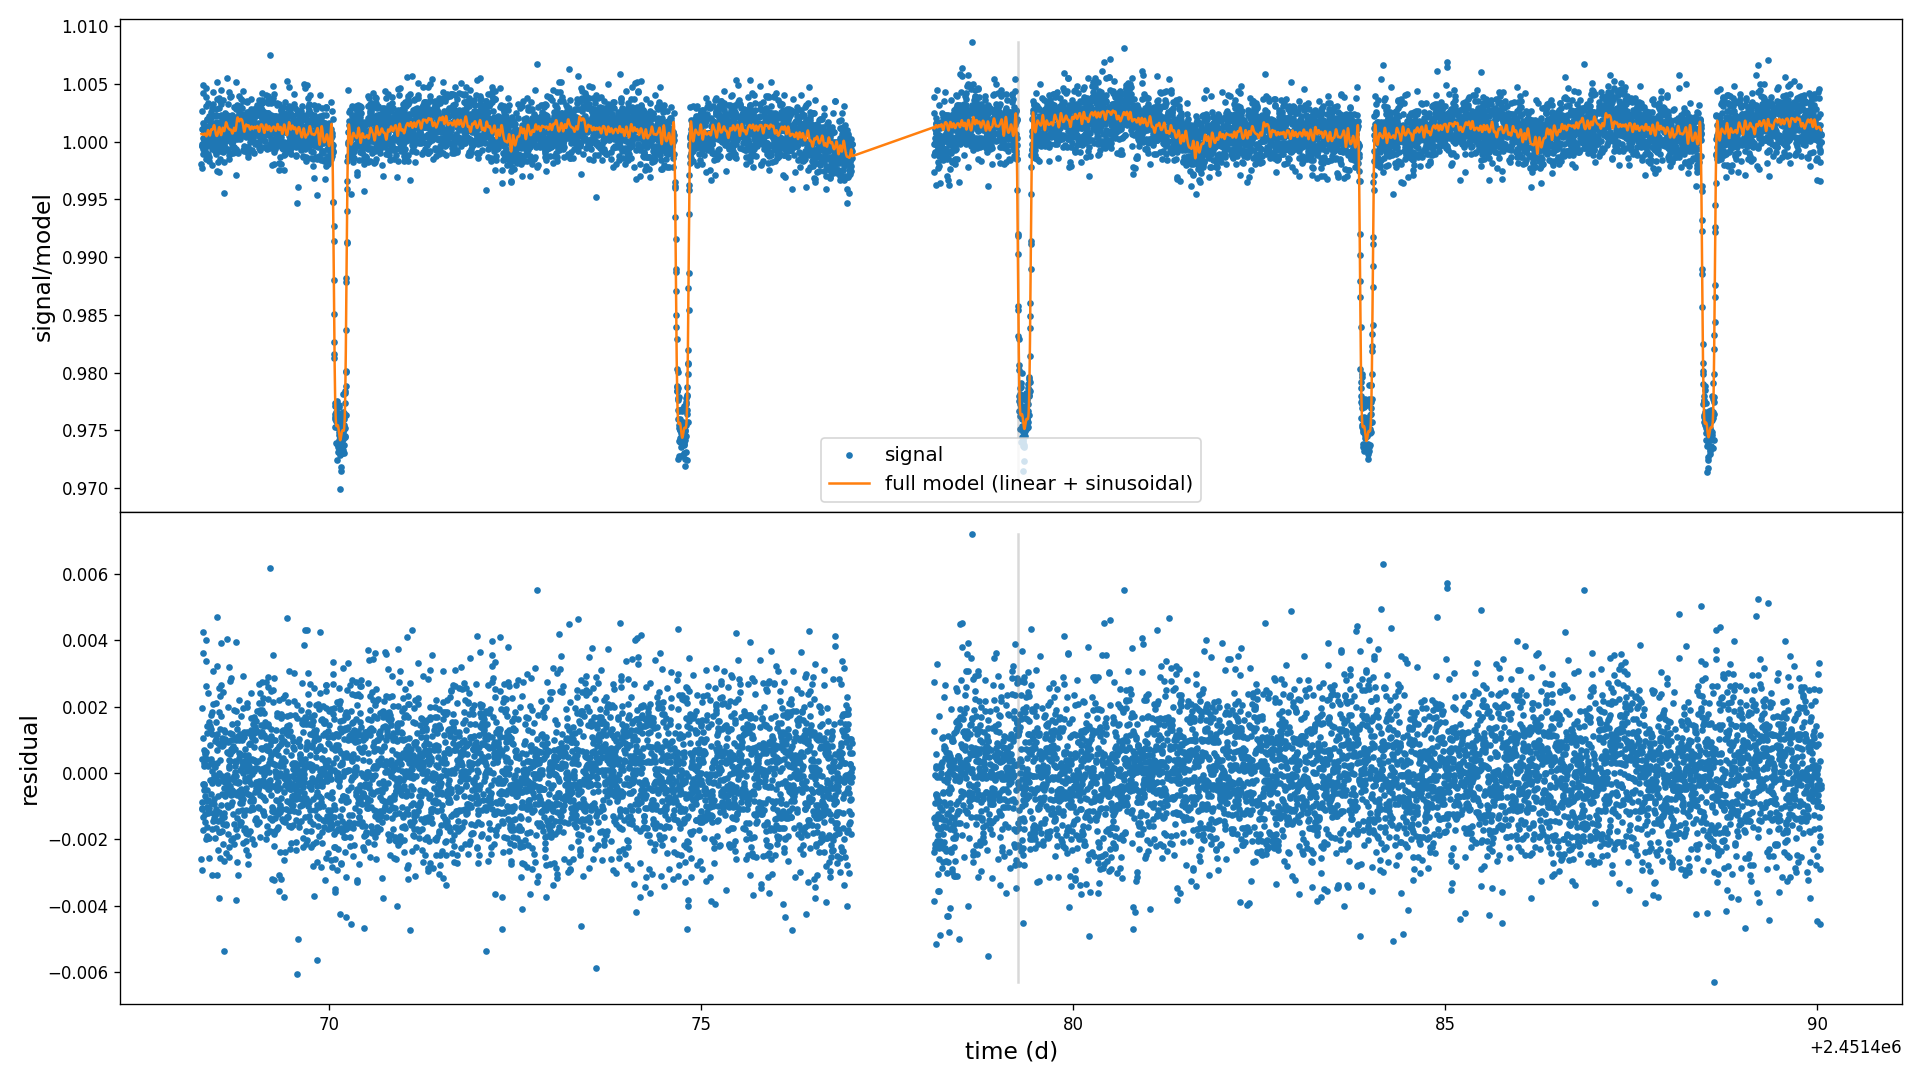 1.010
1.005
1.000
0.995
0.990
0.985
0.980
0.975
0.970
signal/model
signal
full model (linear + sinusoidal)
0.006
0.004
0.002
0.000
−0.002
−0.004
−0.006
residual
70 75 80 85 90
time (d)
+2.4514e6